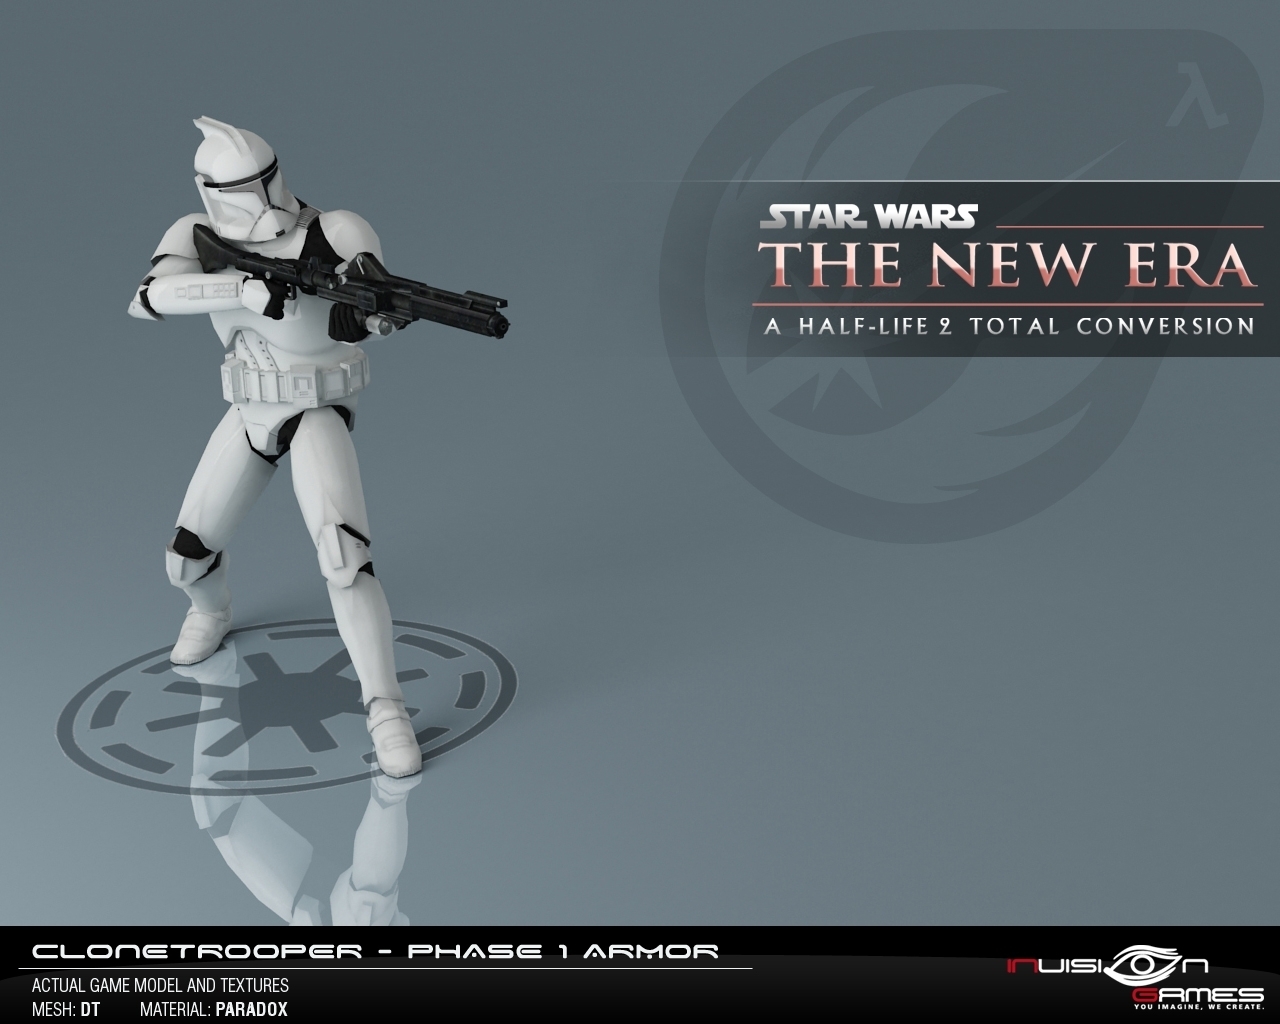 STAR WARS
THE NEW ERA
A HALF-LIFE 2 TOTAL CONVERSION
CLONETROOPER - PHASE 1 ARMOR
ACTUAL GAME MODEL AND TEXTURES
MESH: DT MATERIAL: PARADOX
INVISION
GAMES
YOU IMAGINE, WE CREATE.